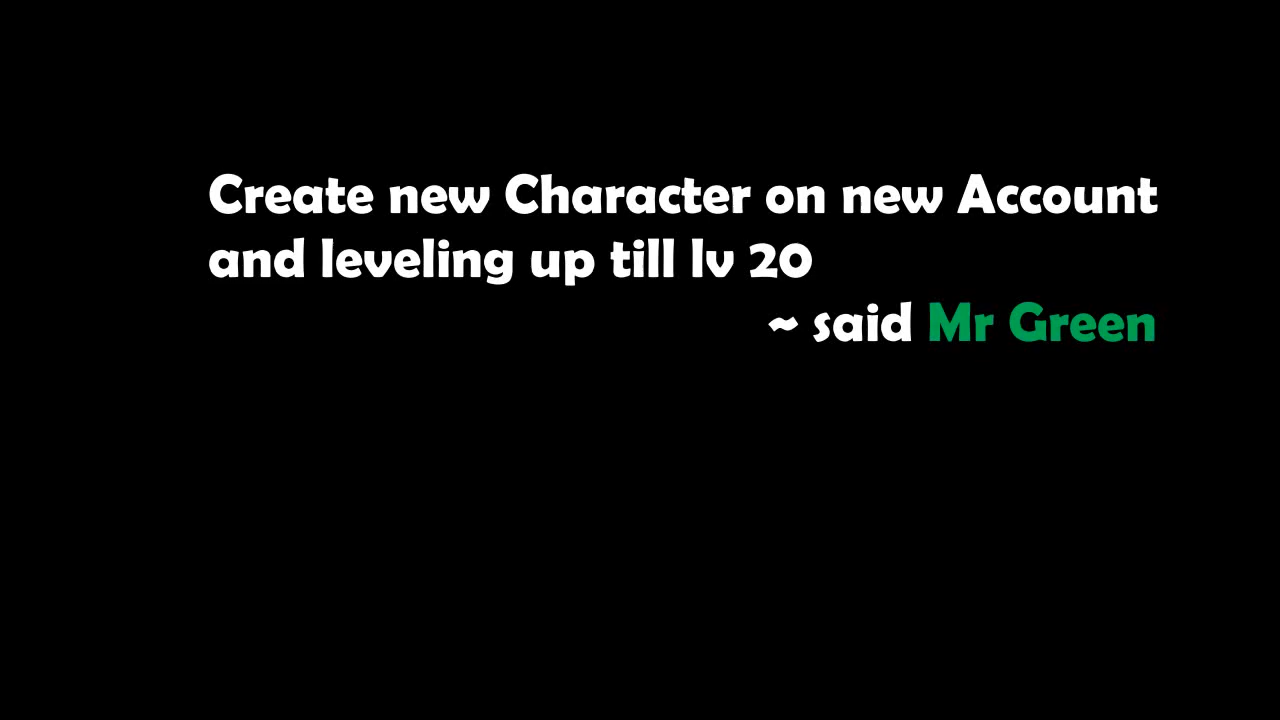 Create new Character on new Account
and leveling up till lv 20
~ said Mr Green